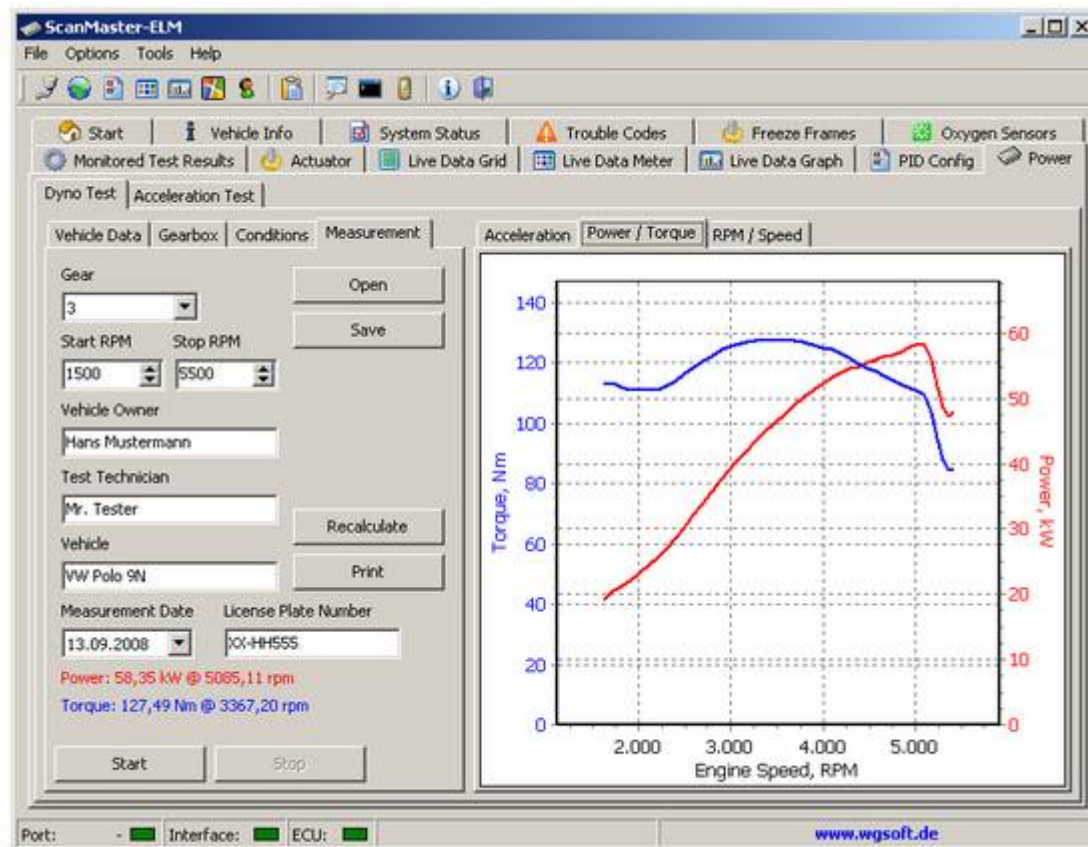 ScanMaster-ELM
File Options Tools Help
Start Vehicle Info System Status Trouble Codes Freeze Frames Oxygen Sensors
Monitored Test Results Actuator Live Data Grid Live Data Meter Live Data Graph PID Config Power
Dyno Test Acceleration Test
Vehicle Data Gearbox Conditions Measurement
Gear
3
Open
Start RPM Stop RPM
Save
1500 5500
Vehicle Owner
Hans Mustermann
Test Technician
Mr. Tester
Recalculate
Vehicle
VW Polo 9N
Print
Measurement Date License Plate Number
13.09.2008 XX-HH555
Power: 58,35 kW @ 5085,11 rpm
Torque: 127,49 Nm @ 3367,20 rpm
Start Stop
Acceleration Power / Torque RPM / Speed
Torque, Nm
140
120
100
80
60
40
20
0
60
50
40
30
20
10
0
Power, kW
2.000 3.000 4.000 5.000
Engine Speed, RPM
Port: - Interface: ECU: www.wgsoft.de